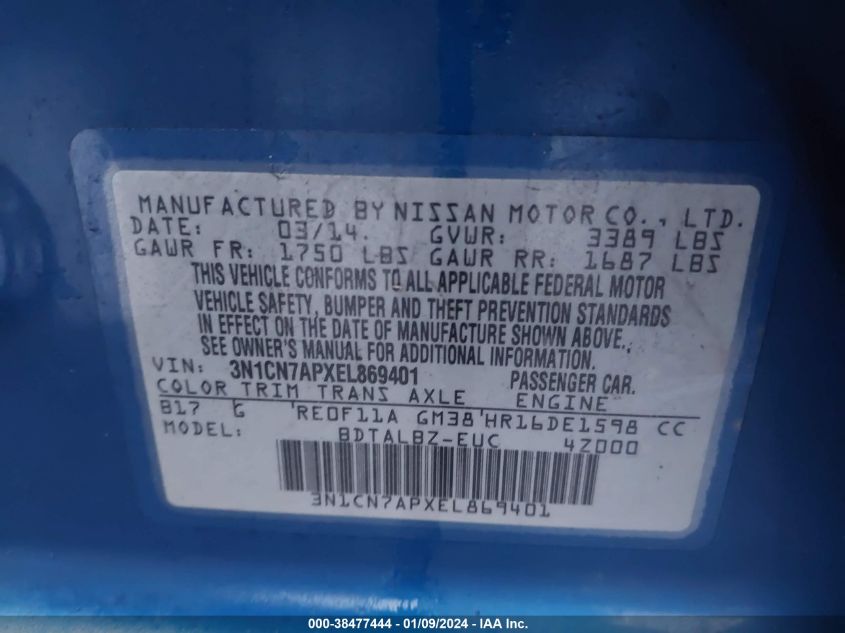 MANUFACTURED BY NISSAN MOTOR CO., LTD.
DATE: 03/14. GVWR: 3389 LBS
GAWR FR: 1750 LBS GAWR RR: 1687 LBS
THIS VEHICLE CONFORMS TO ALL APPLICABLE FEDERAL MOTOR
VEHICLE SAFETY, BUMPER AND THEFT PREVENTION STANDARDS
IN EFFECT ON THE DATE OF MANUFACTURE SHOWN ABOVE.
SEE OWNER'S MANUAL FOR ADDITIONAL INFORMATION.
VIN: 3N1CN7APXEL869401 PASSENGER CAR.
COLOR TRIM TRANS AXLE ENGINE
B17 G RE0F11A GM38 HR16DE1598 CC
MODEL: BDTALBZ-EUC 4Z000
3N1CN7APXEL869401
000-38477444 - 01/09/2024 - IAA Inc.